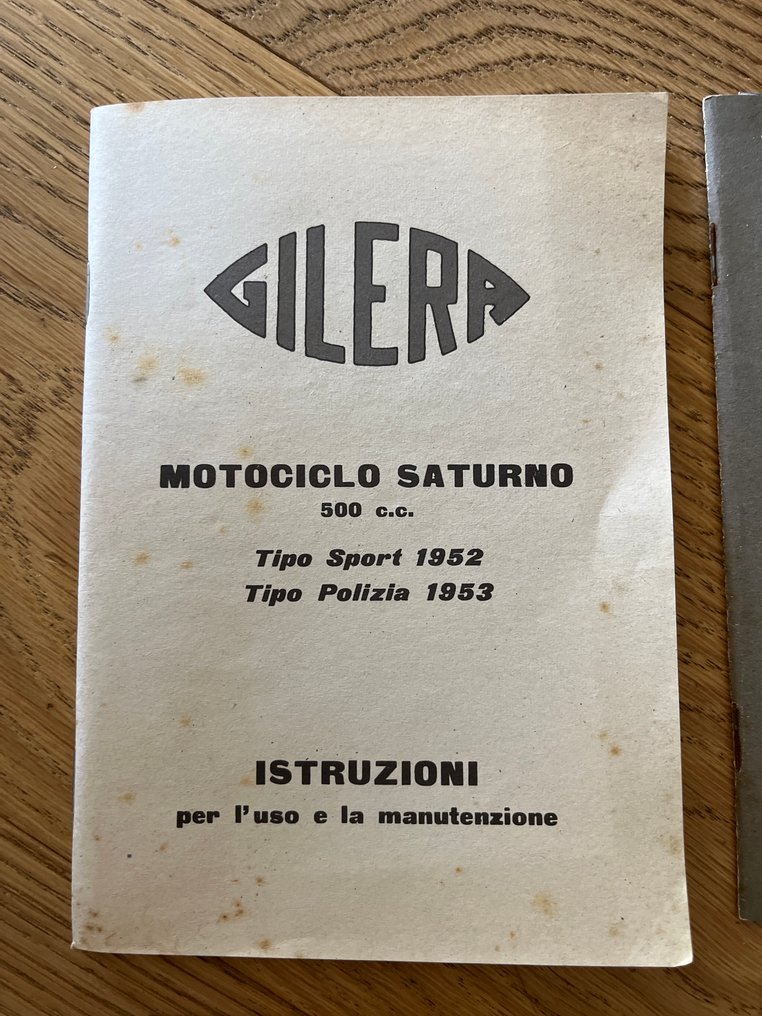 GILERA
MOTOCICLO SATURNO
500 c.c.
Tipo Sport 1952
Tipo Polizia 1953
ISTRUZIONI
per l'uso e la manutenzione